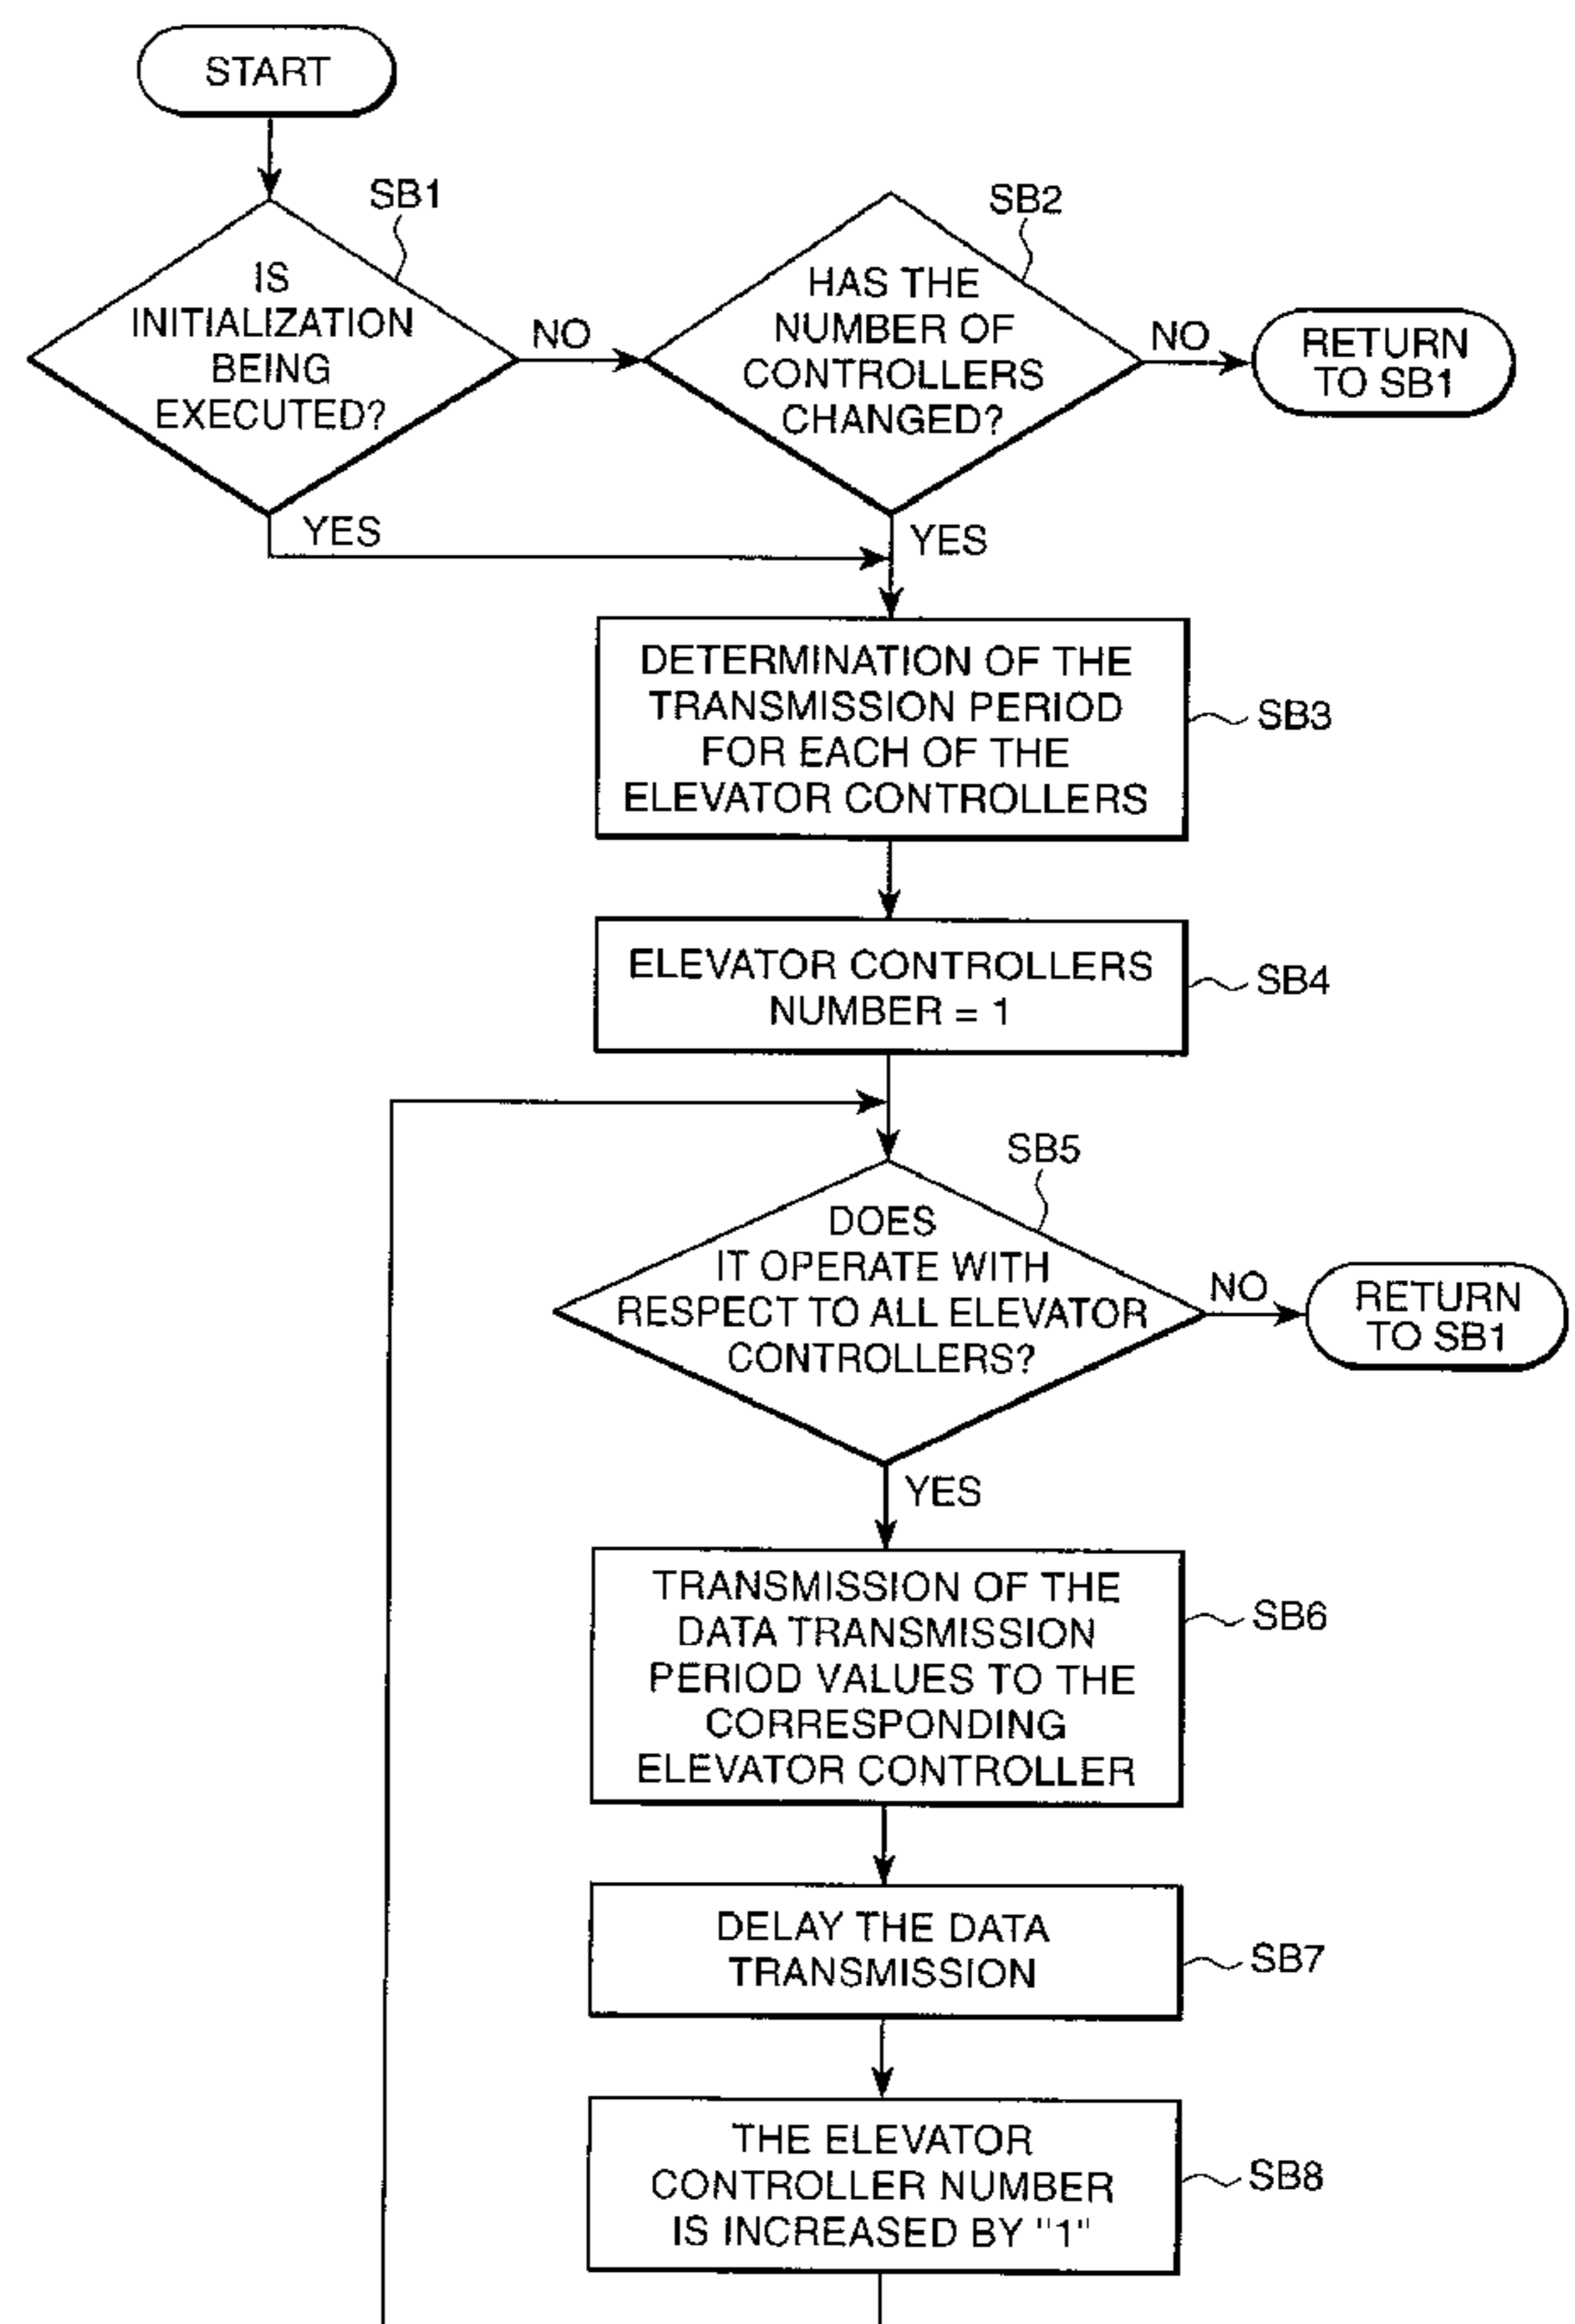 START
SB1
IS
INITIALIZATION
BEING
EXECUTED?
NO
YES
SB2
HAS THE
NUMBER OF
CONTROLLERS
CHANGED?
NO
RETURN
TO SB1
YES
DETERMINATION OF THE
TRANSMISSION PERIOD
FOR EACH OF THE
ELEVATOR CONTROLLERS
SB3
ELEVATOR CONTROLLERS
NUMBER = 1
SB4
SB5
DOES
IT OPERATE WITH
RESPECT TO ALL ELEVATOR
CONTROLLERS?
NO
RETURN
TO SB1
YES
TRANSMISSION OF THE
DATA TRANSMISSION
PERIOD VALUES TO THE
CORRESPONDING
ELEVATOR CONTROLLER
SB6
DELAY THE DATA
TRANSMISSION
SB7
THE ELEVATOR
CONTROLLER NUMBER
IS INCREASED BY "1"
SB8